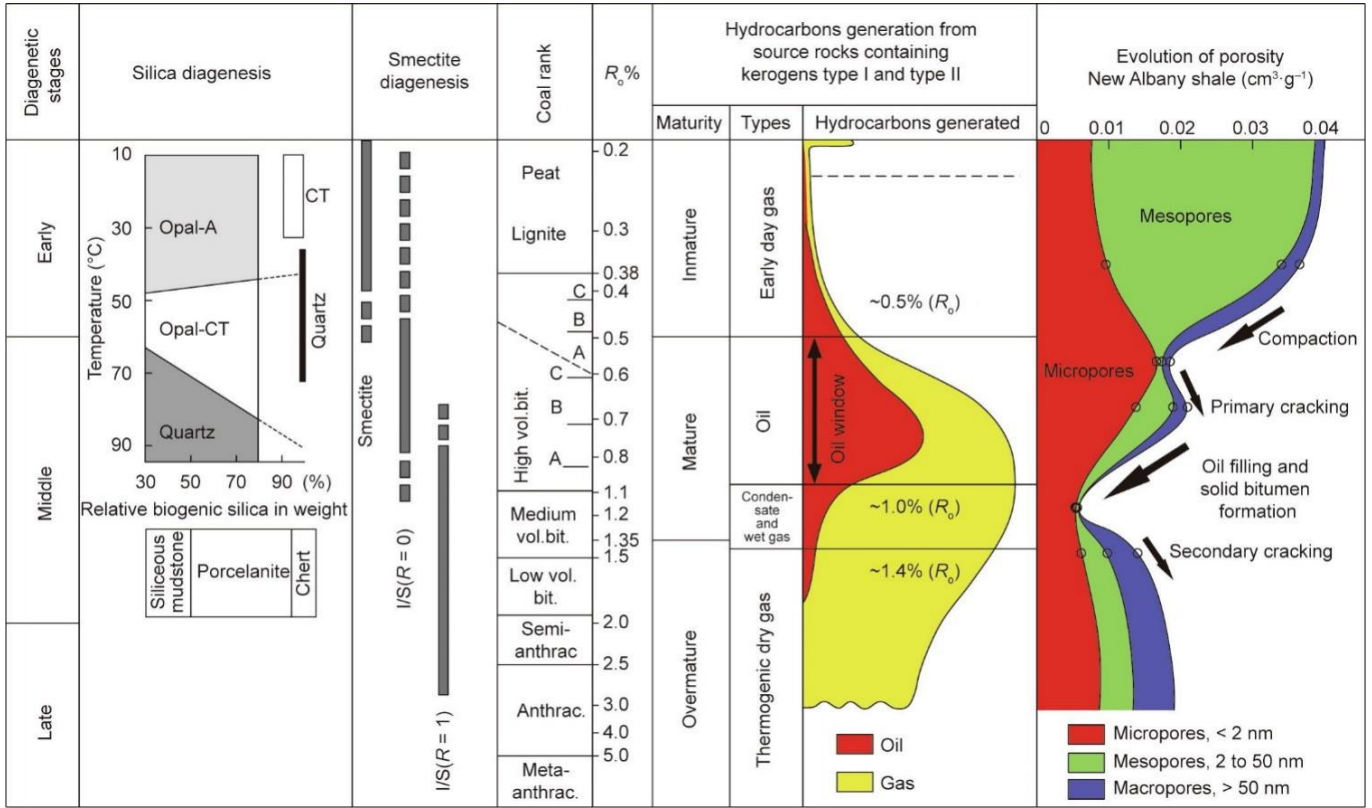 Diagenetic
stages
Silica diagenesis
Smectite
diagenesis
Coal rank
Rₒ%
Hydrocarbons generation from
source rocks containing
kerogens type I and type II
Maturity
Types
Hydrocarbons generated
Evolution of porosity
New Albany shale (cm³·g⁻¹)
0 0.01 0.02 0.03 0.04
Early
Middle
Late
Temperature (°C)
10
30
50
70
90
Opal-A
Opal-CT
Quartz
CT
Quartz
30 50 70 90 (%)
Relative biogenic silica in weight
Siliceous
mudstone
Porcelanite
Chert
Smectite
I/S(R = 0)
I/S(R = 1)
Peat
Lignite
C
B
A
C
B
A
High vol.bit.
Medium
vol.bit.
Low vol.
bit.
Semi-
anthrac
Anthrac.
Meta-
anthrac.
0.2
0.3
0.38
0.4
0.5
0.6
0.7
0.8
1.1
1.2
1.35
1.5
2.0
2.5
3.0
4.0
5.0
Inmature
Mature
Overmature
Early day gas
Oil
Conden-
sate
and
wet gas
Thermogenic dry gas
~0.5% (Rₒ)
Oil window
~1.0% (Rₒ)
~1.4% (Rₒ)
Oil
Gas
Mesopores
Micropores
Compaction
Primary cracking
Oil filling and
solid bitumen
formation
Secondary cracking
Micropores, < 2 nm
Mesopores, 2 to 50 nm
Macropores, > 50 nm